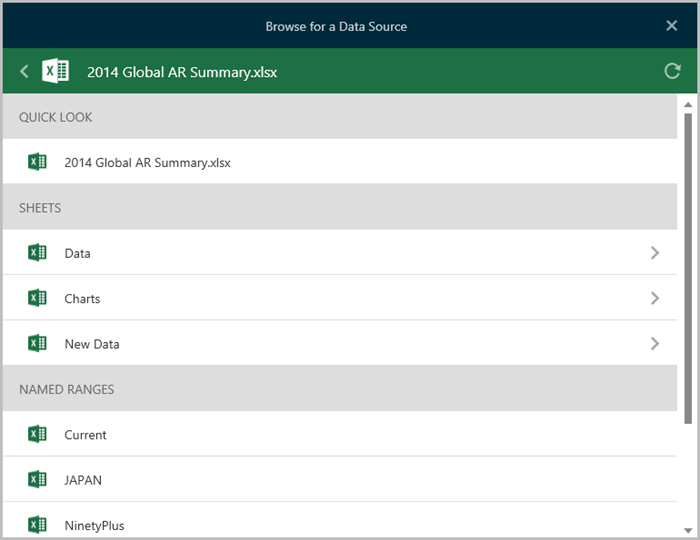 Browse for a Data Source
2014 Global AR Summary.xlsx
QUICK LOOK
2014 Global AR Summary.xlsx
SHEETS
Data
Charts
New Data
NAMED RANGES
Current
JAPAN
NinetyPlus